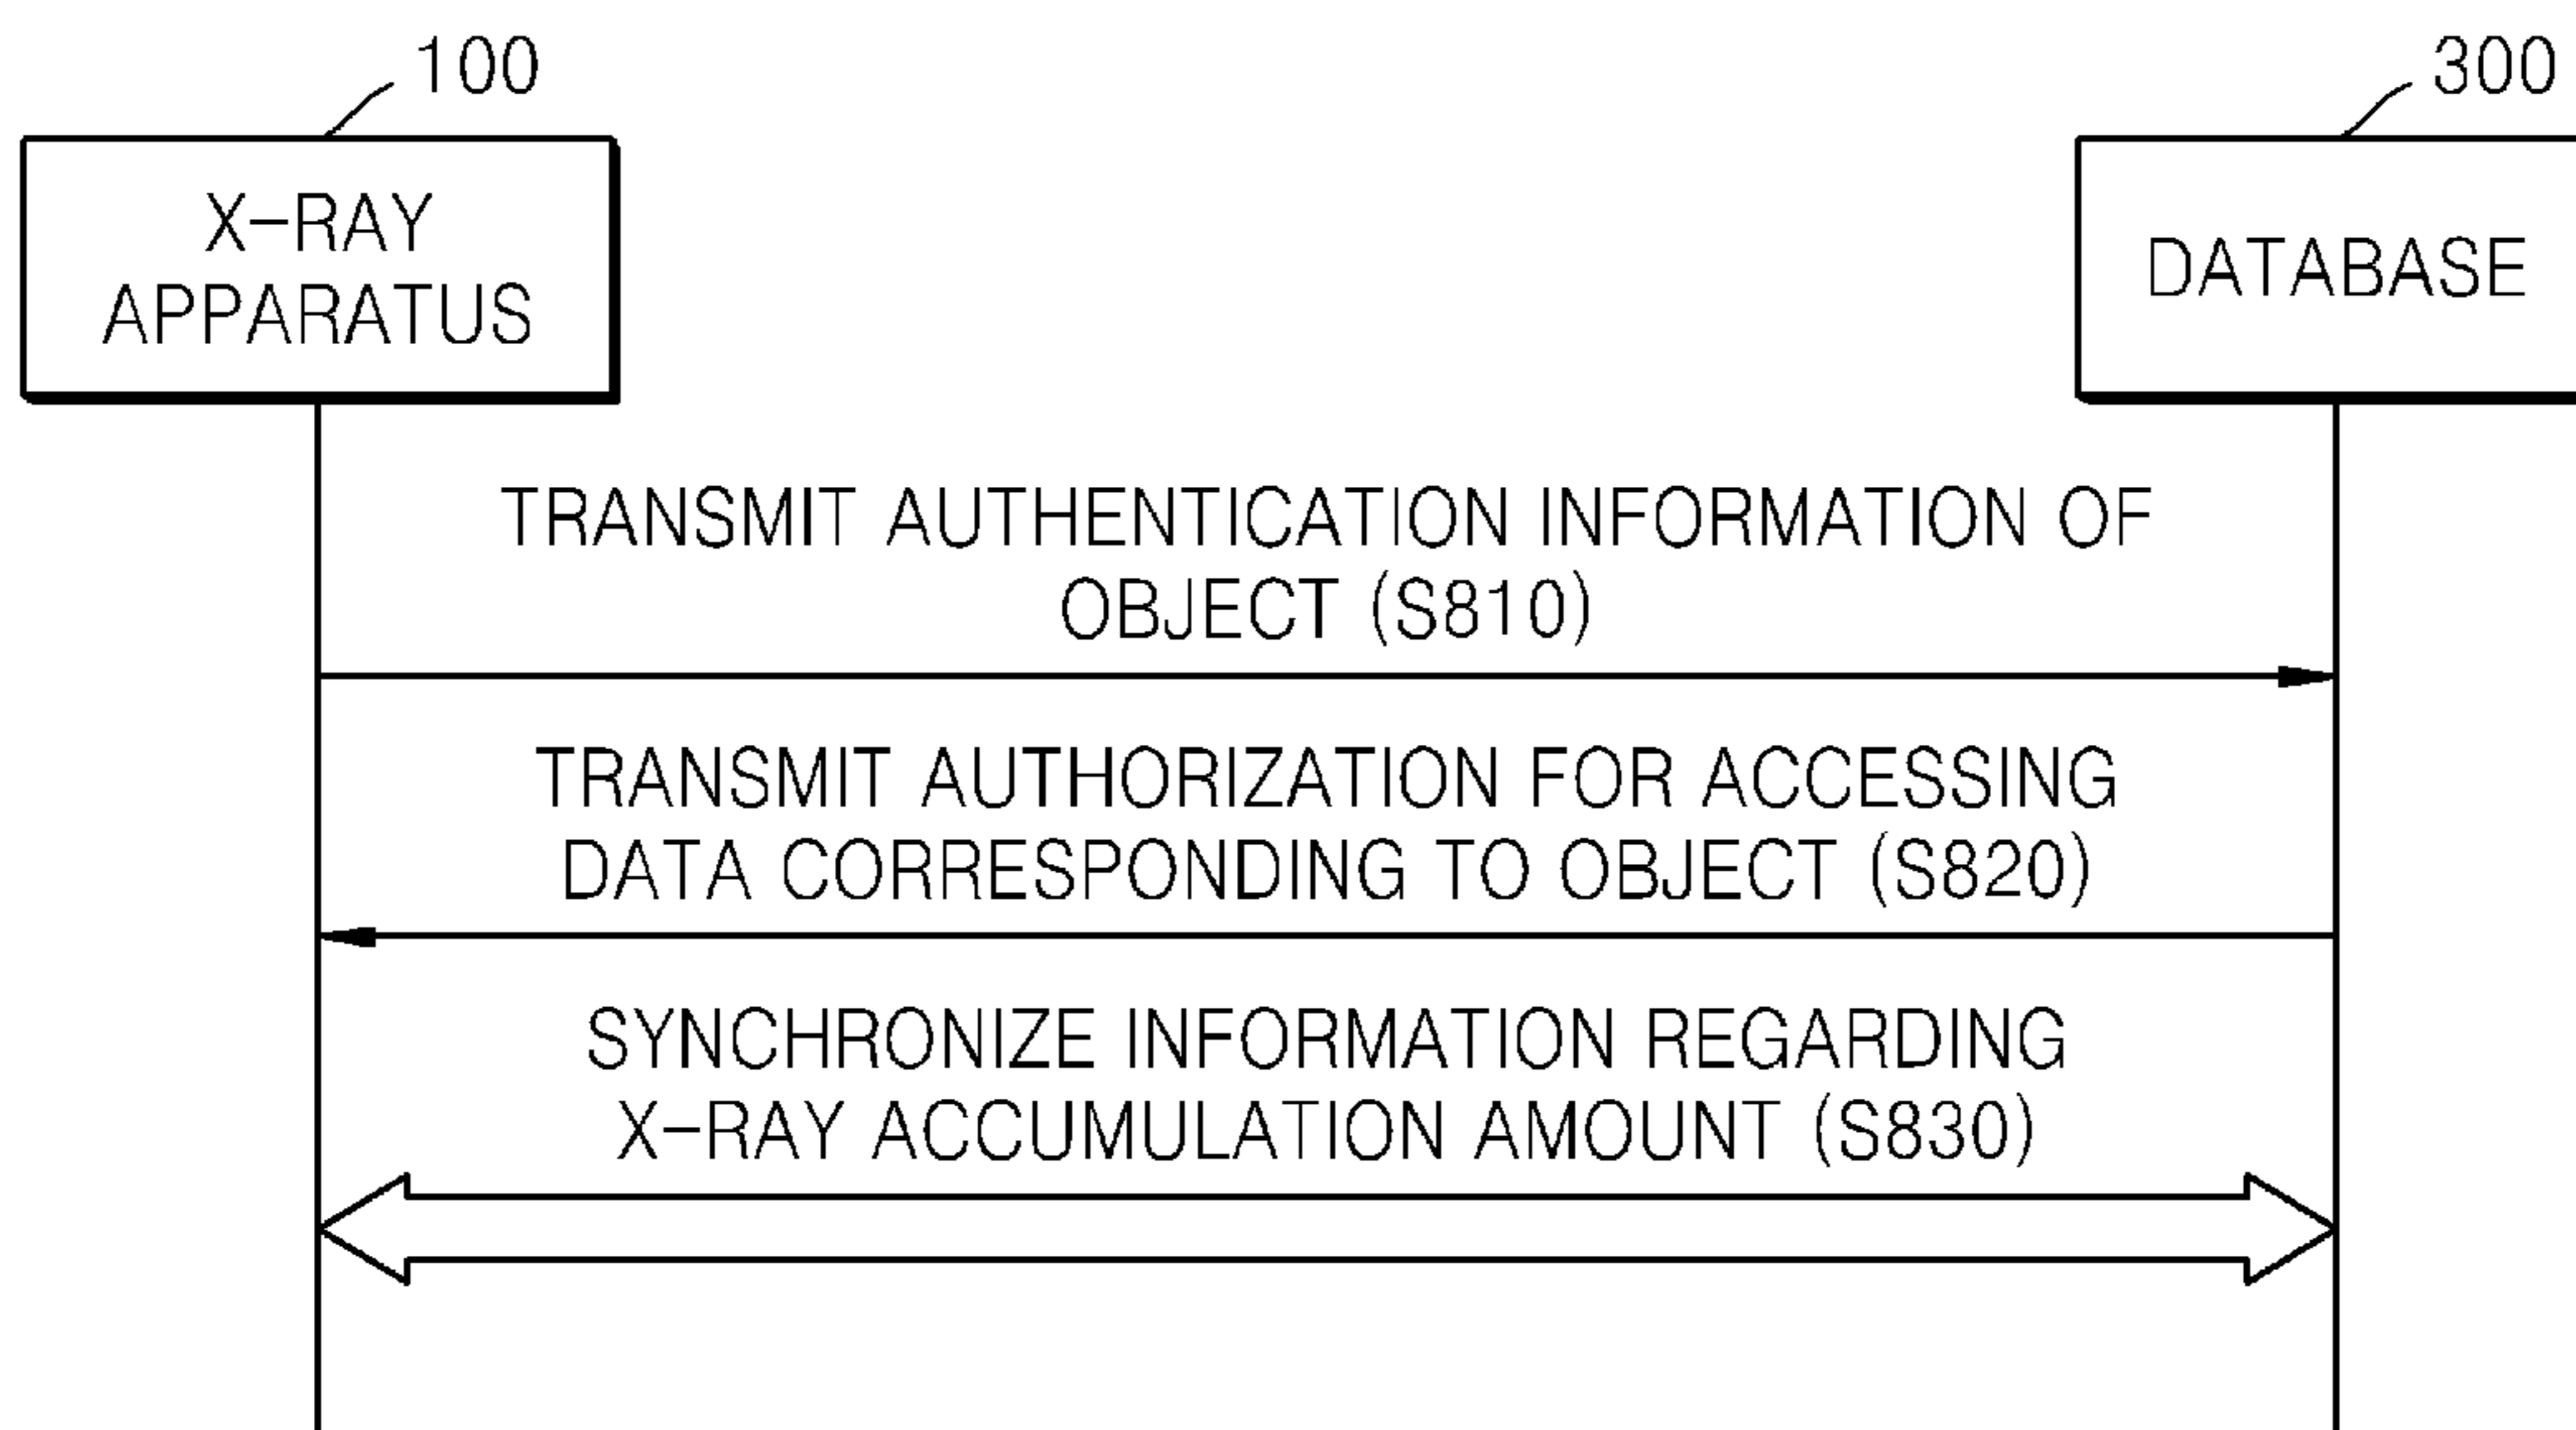 100
300
X-RAY
APPARATUS
DATABASE
TRANSMIT AUTHENTICATION INFORMATION OF
OBJECT (S810)
TRANSMIT AUTHORIZATION FOR ACCESSING
DATA CORRESPONDING TO OBJECT (S820)
SYNCHRONIZE INFORMATION REGARDING
X-RAY ACCUMULATION AMOUNT (S830)